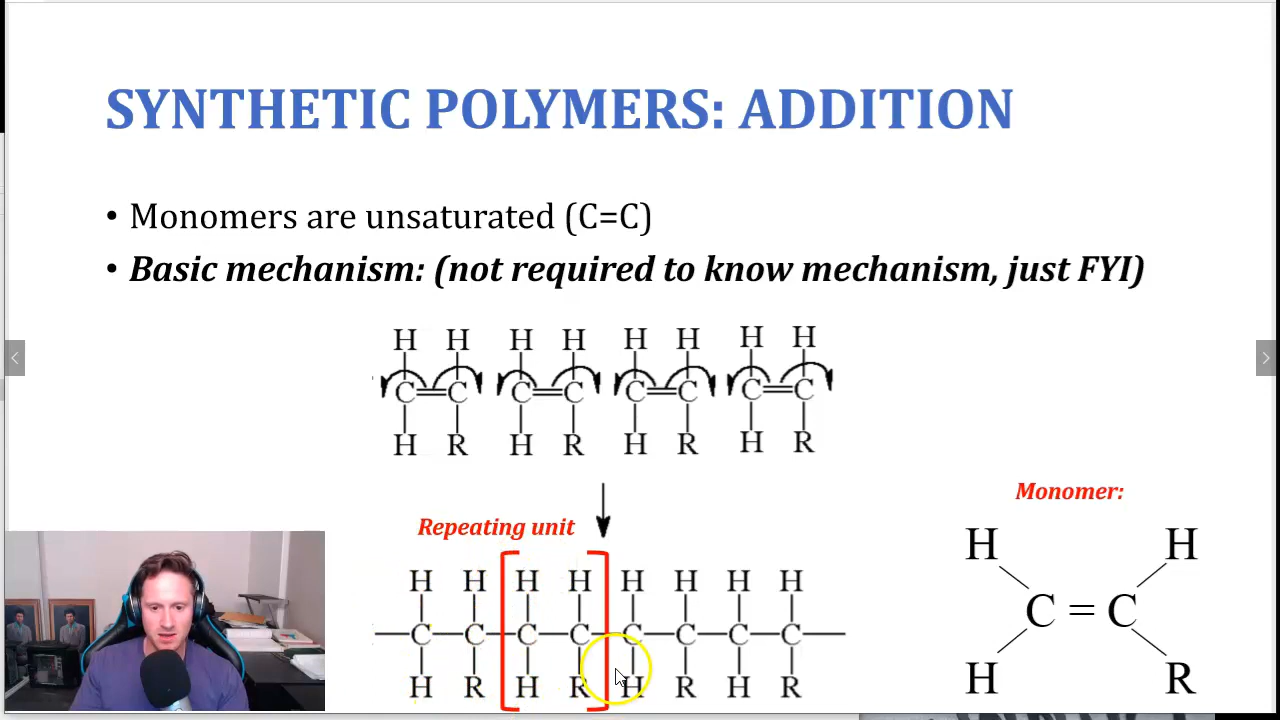 SYNTHETIC POLYMERS: ADDITION
• Monomers are unsaturated (C=C)
• Basic mechanism: (not required to know mechanism, just FYI)
H H H H H H H H
C=C C=C C=C C=C
H R H R H R H R
Repeating unit
H H H H H H H H
C C C C C C C C
H R H R H R H R
Monomer:
H H
C = C
H R